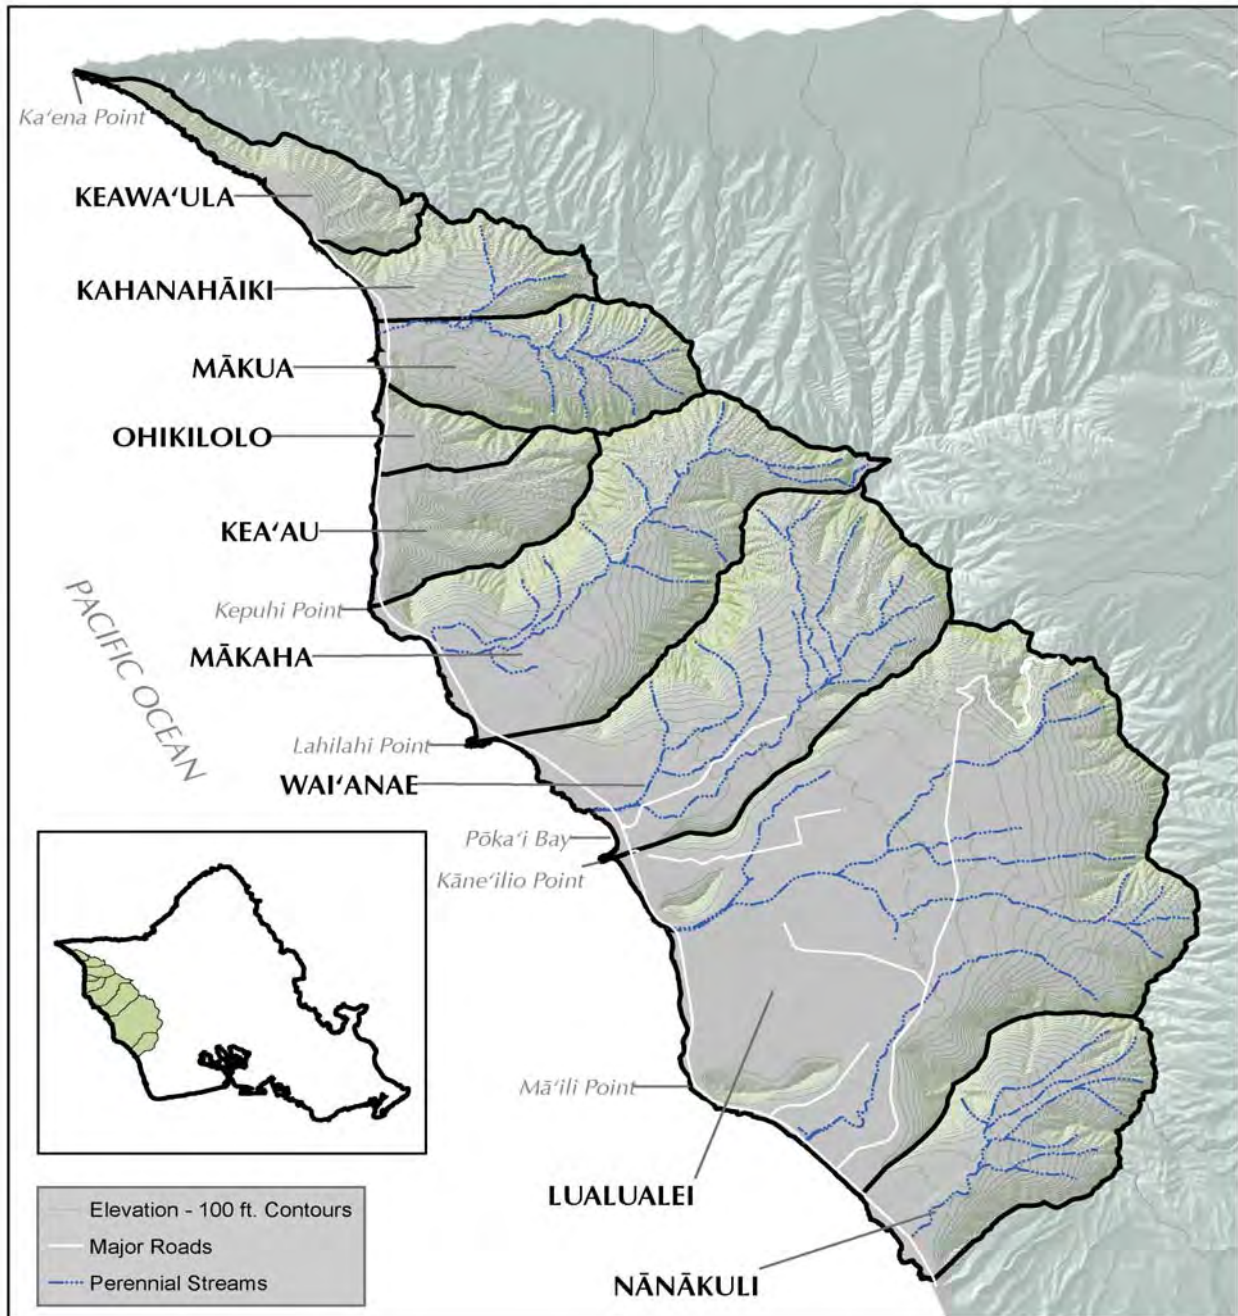 Ka‘ena Point
KEAWA‘ULA
KAHANAHĀIKI
MĀKUA
OHIKILOLO
KEA‘AU
Kepuhi Point
MĀKAHA
PACIFIC OCEAN
Lahilahi Point
WAI‘ANAE
Pōka‘i Bay
Kāne‘ilio Point
Mā‘ili Point
LUALUALEI
NĀNĀKULI
Elevation - 100 ft. Contours
Major Roads
Perennial Streams